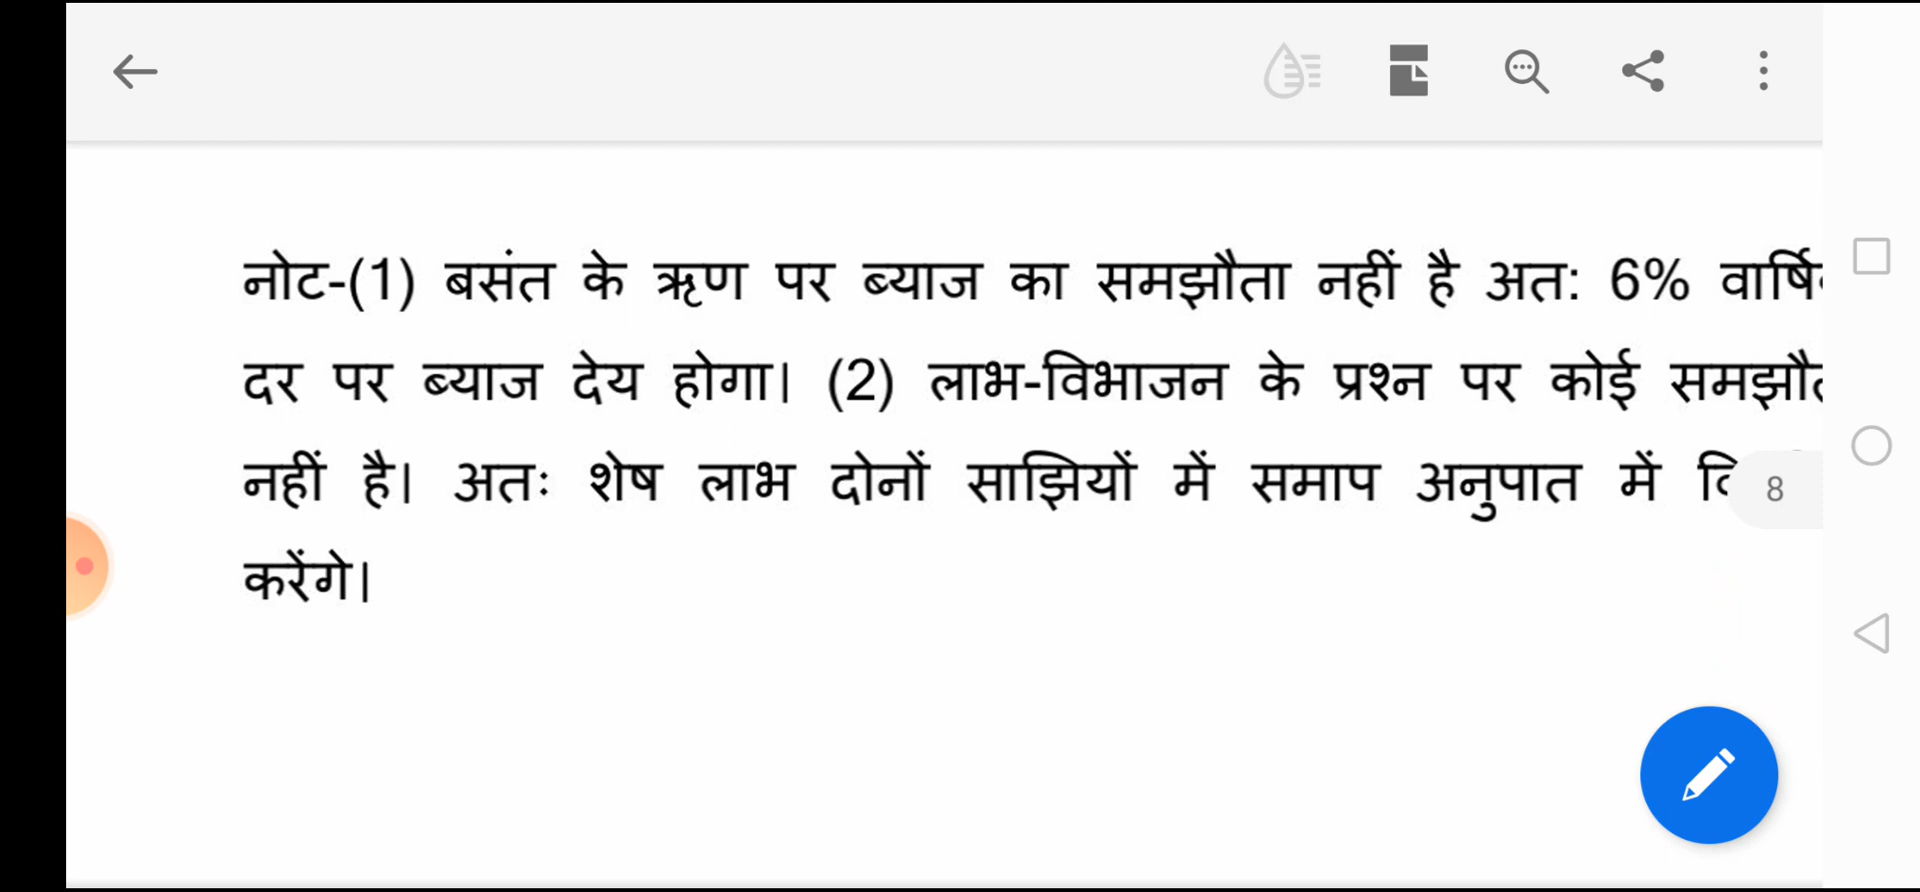 नोट-(1) बसंत के ऋण पर ब्याज का समझौता नहीं है अत: 6%
दर पर ब्याज देय होगा। (2) लाभ-विभाजन के प्रश्न पर कोई
नहीं है। अतः शेष लाभ दोनों साझियों में समाप अनुपात में
8
करेंगे।